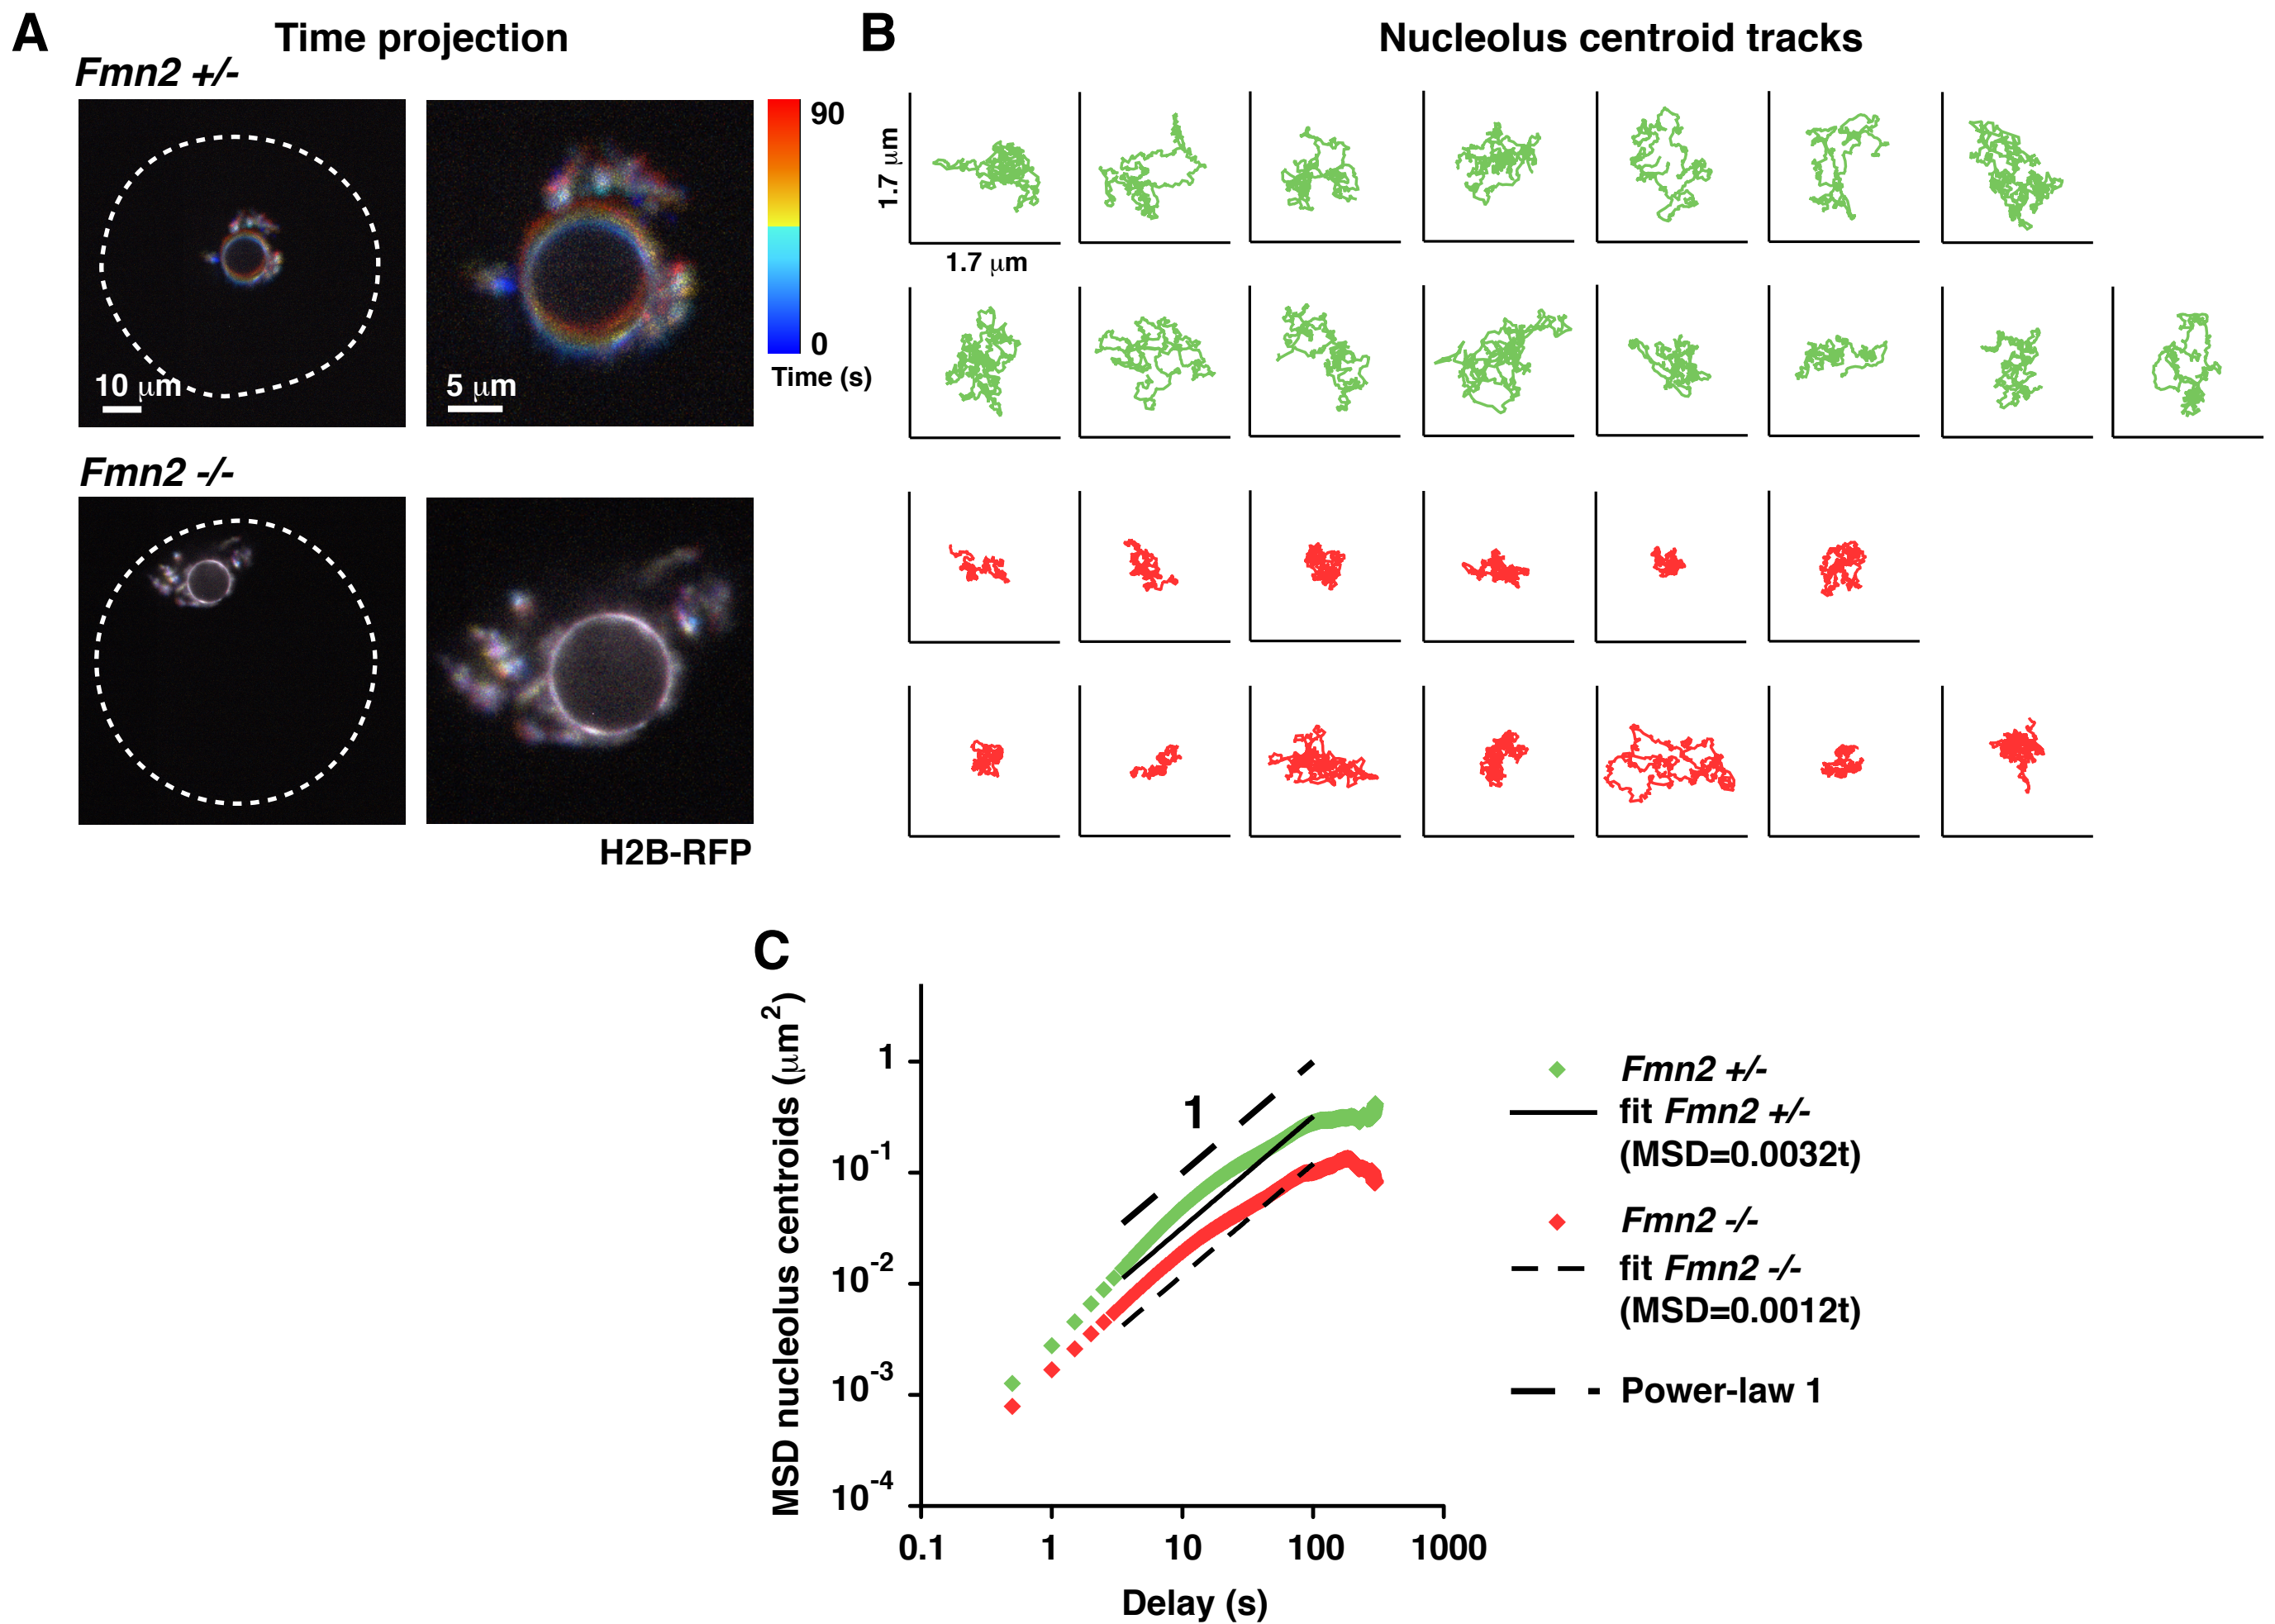 A
Time projection
Fmn2 +/-
10 μm
5 μm
90
0
Time (s)
Fmn2 -/-
H2B-RFP
B
Nucleolus centroid tracks
1.7 μm
1.7 μm
C
MSD nucleolus centroids (μm²)
1
10⁻¹
10⁻²
10⁻³
10⁻⁴
0.1 1 10 100 1000
Delay (s)
1
Fmn2 +/-
fit Fmn2 +/-
(MSD=0.0032t)
Fmn2 -/-
fit Fmn2 -/-
(MSD=0.0012t)
Power-law 1